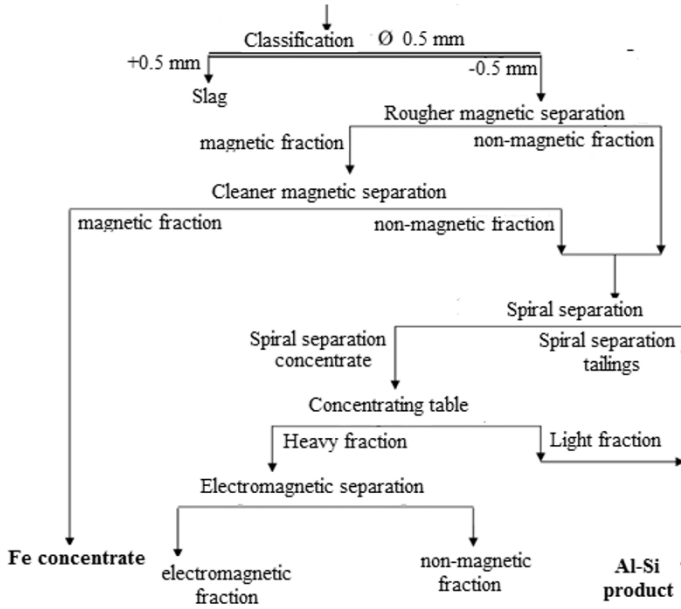 Classification Ø 0.5 mm
+0.5 mm
-0.5 mm
Slag
Rougher magnetic separation
magnetic fraction
non-magnetic fraction
Cleaner magnetic separation
magnetic fraction
non-magnetic fraction
Spiral separation
Spiral separation
concentrate
Spiral separation
tailings
Concentrating table
Heavy fraction
Light fraction
Electromagnetic separation
Fe concentrate
electromagnetic
fraction
non-magnetic
fraction
Al-Si
product